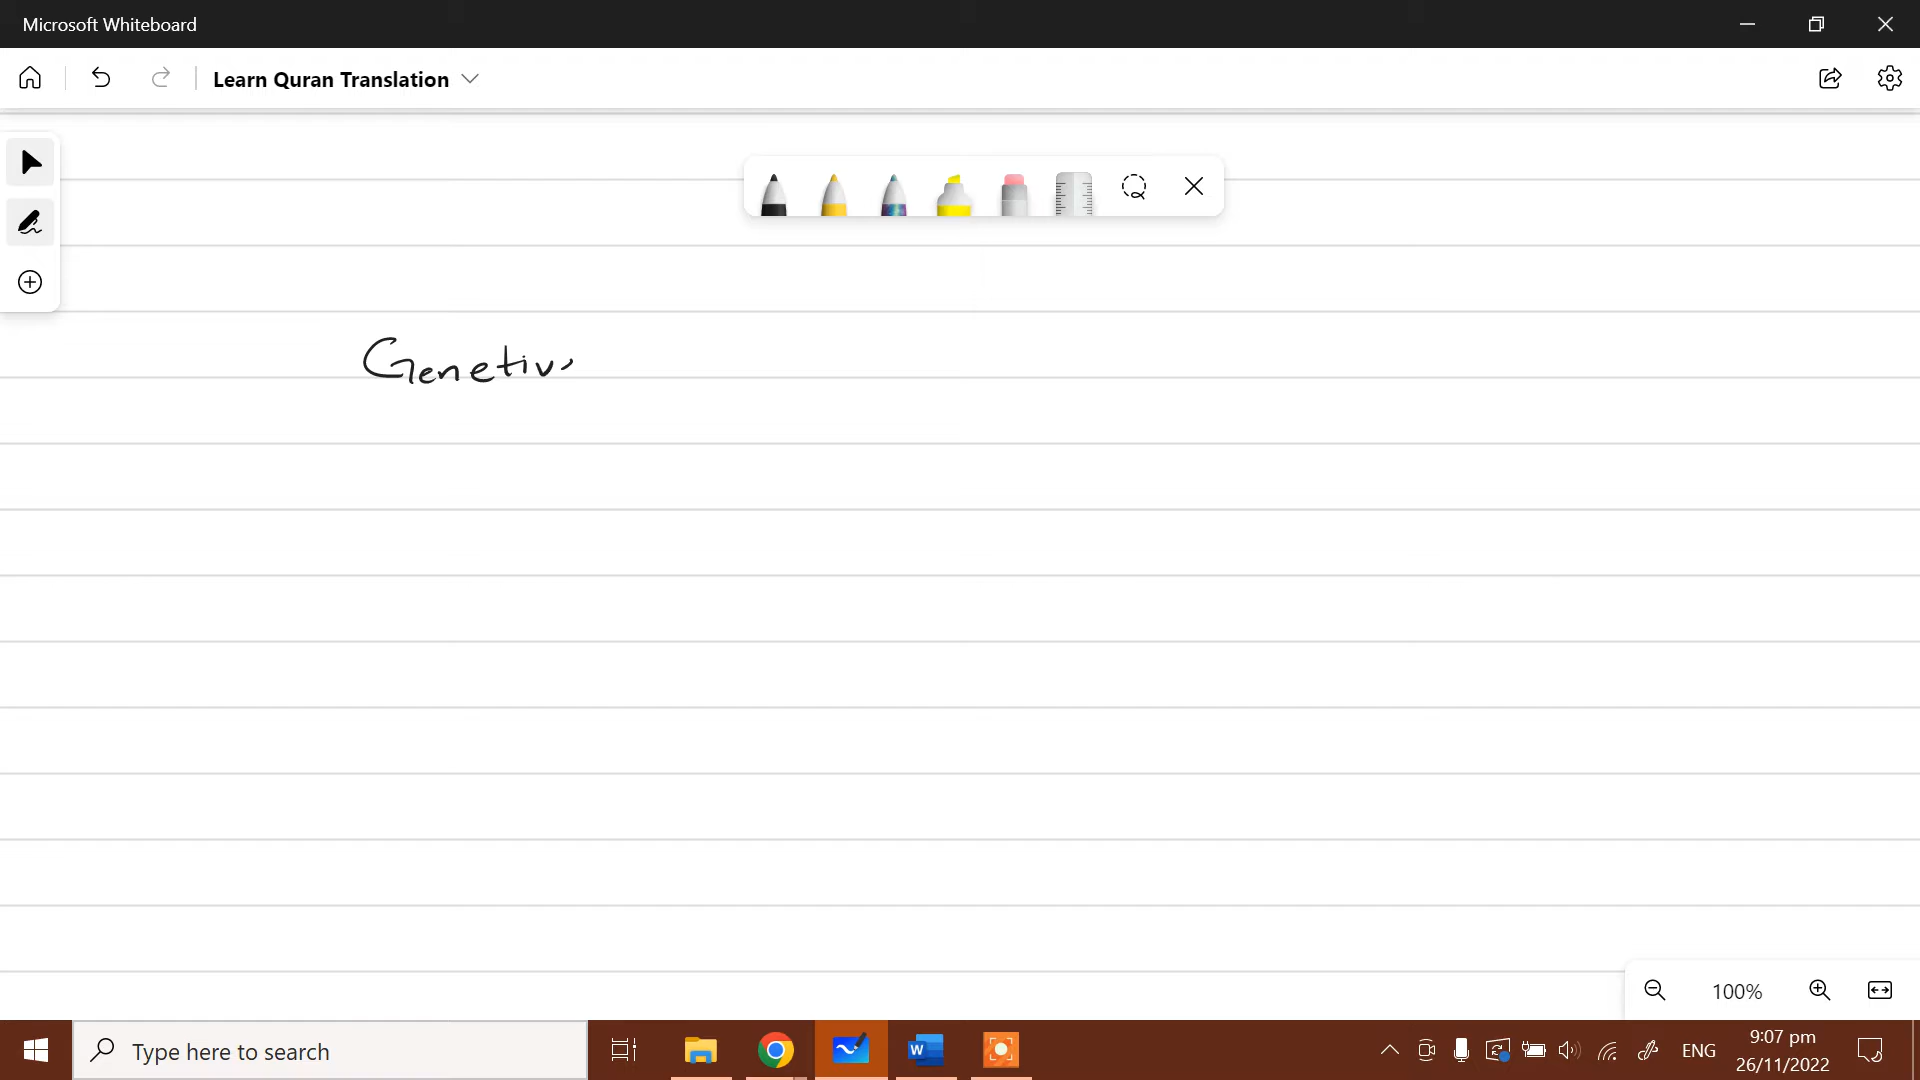 Microsoft Whiteboard
Learn Quran Translation
Genetiv
100%
Type here to search
W
ENG
9:07 pm
26/11/2022